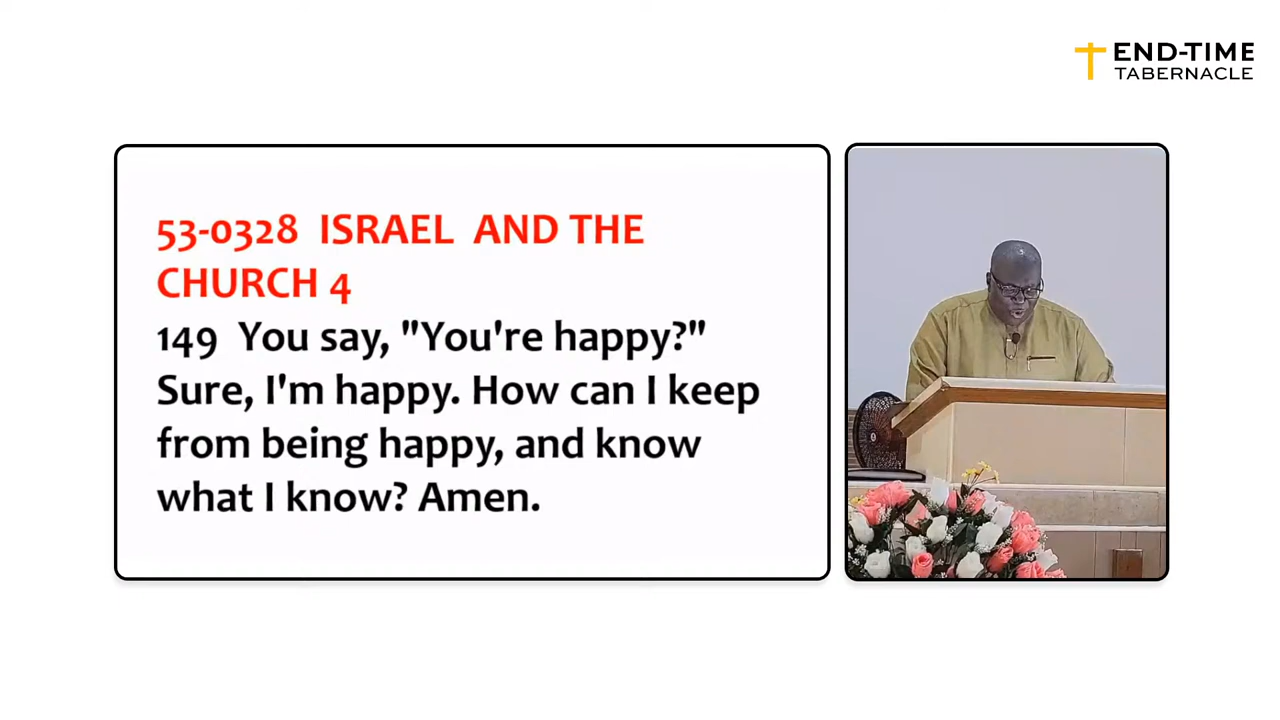 END-TIME
TABERNACLE
53-0328 ISRAEL AND THE
CHURCH 4
149 You say, "You're happy?"
Sure, I'm happy. How can I keep
from being happy, and know
what I know? Amen.